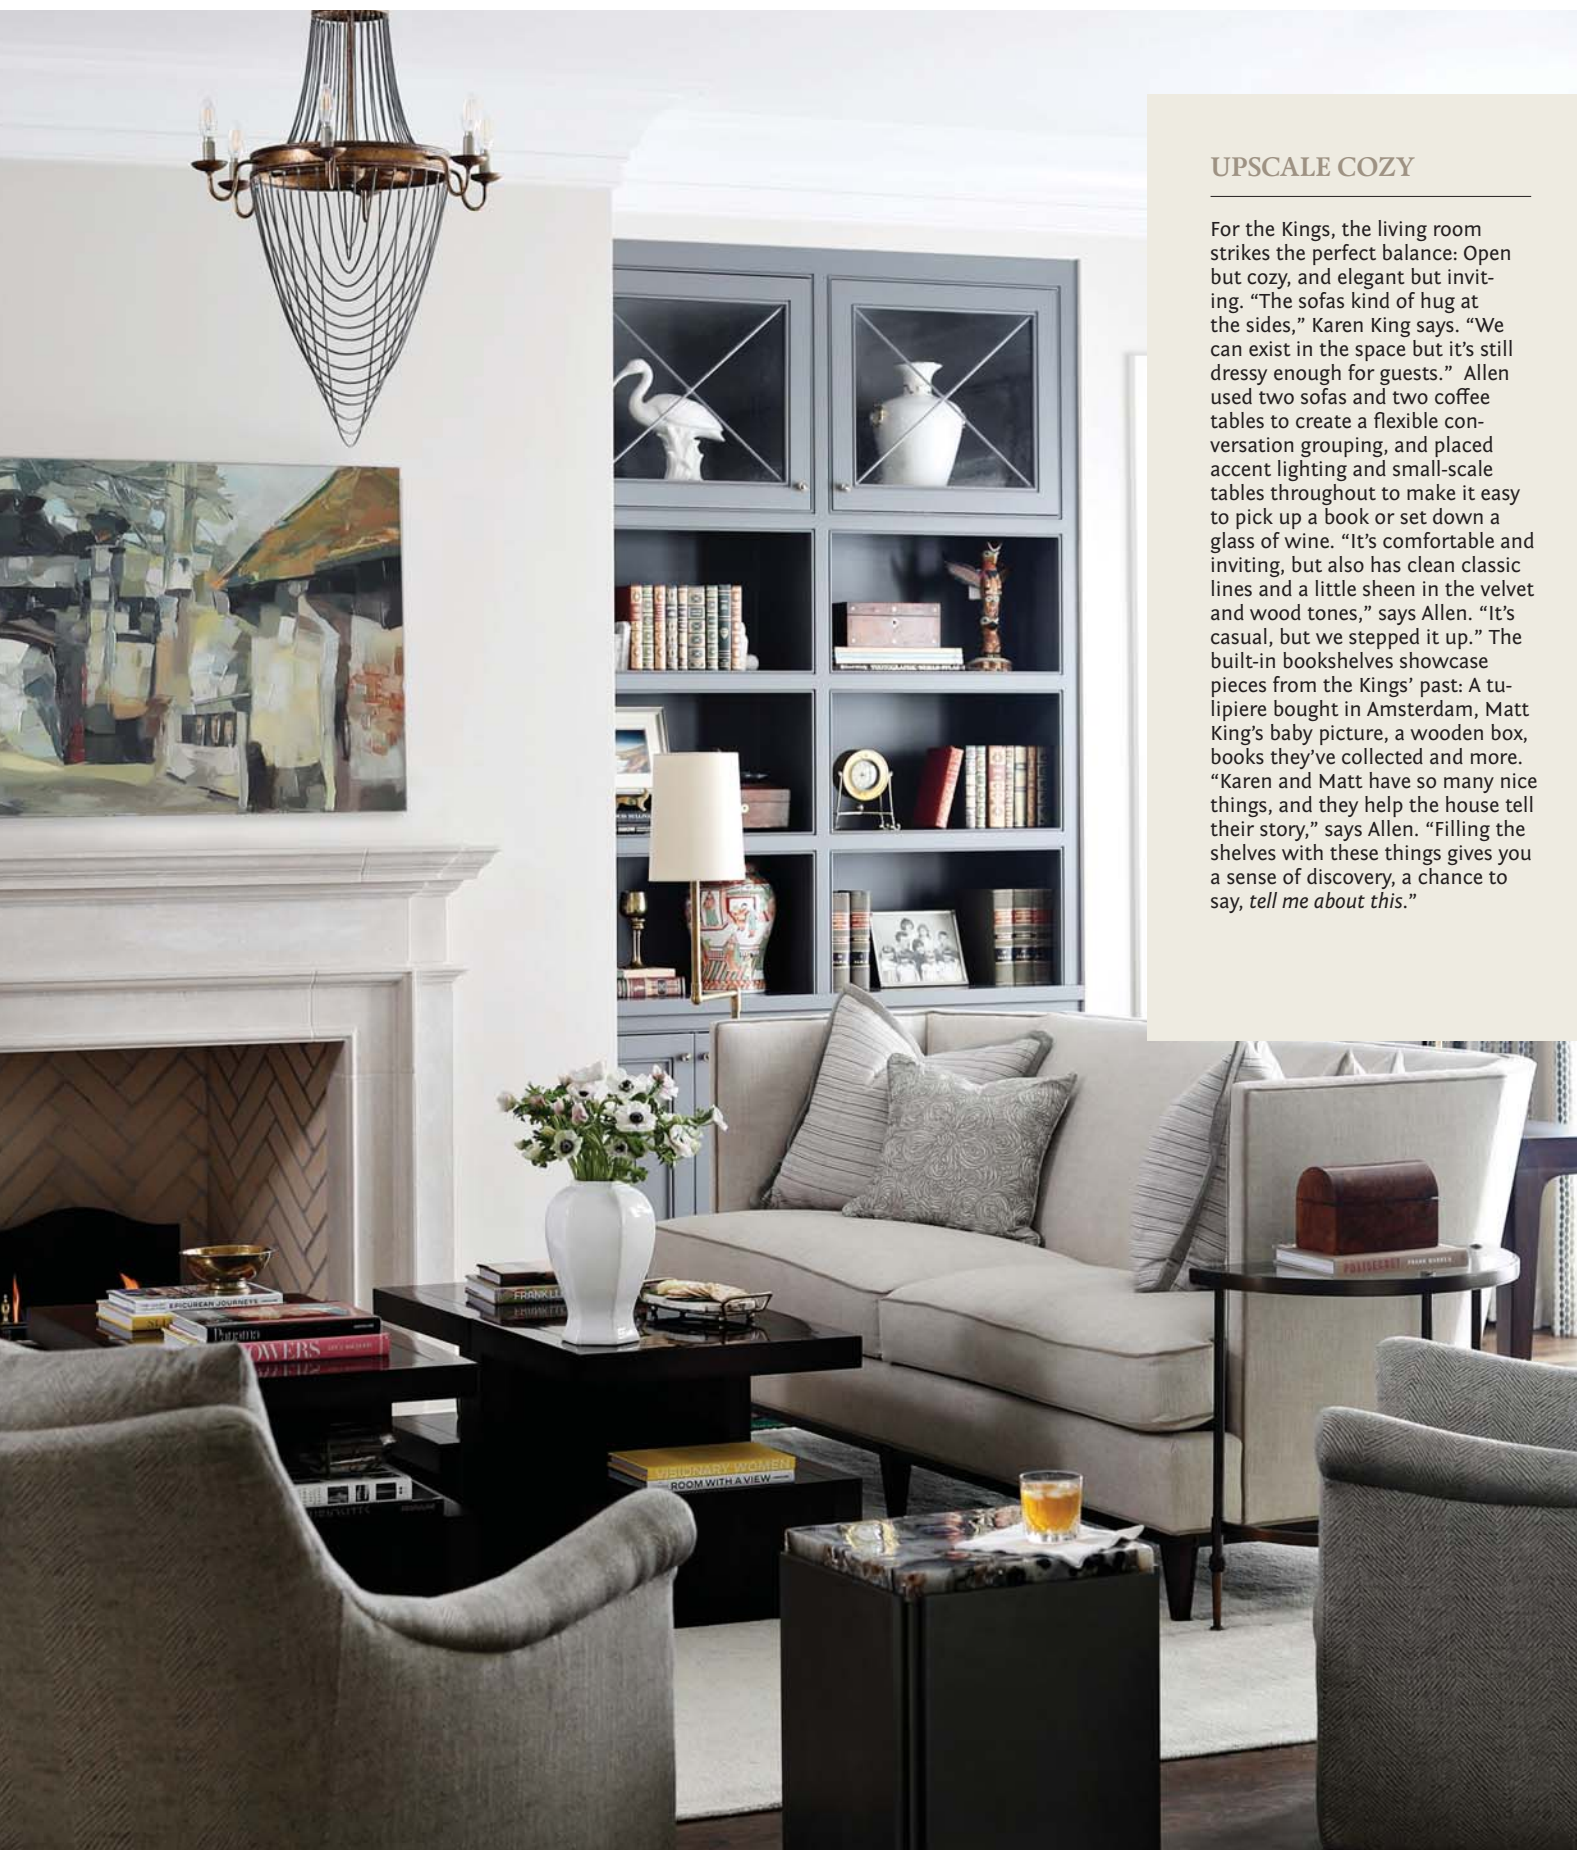 UPSCALE COZY
For the Kings, the living room
strikes the perfect balance: Open
but cozy, and elegant but invit-
ing. “The sofas kind of hug at
the sides,” Karen King says. “We
can exist in the space but it’s still
dressy enough for guests.”  Allen
used two sofas and two coffee
tables to create a flexible con-
versation grouping, and placed
accent lighting and small-scale
tables throughout to make it easy
to pick up a book or set down a
glass of wine. “It’s comfortable and
inviting, but also has clean classic
lines and a little sheen in the velvet
and wood tones,” says Allen. “It’s
casual, but we stepped it up.” The
built-in bookshelves showcase
pieces from the Kings’ past: A tu-
lipiere bought in Amsterdam, Matt
King’s baby picture, a wooden box,
books they’ve collected and more.
“Karen and Matt have so many nice
things, and they help the house tell
their story,” says Allen. “Filling the
shelves with these things gives you
a sense of discovery, a chance to
say, tell me about this.”
EPICUREAN JOURNEYS
Panama
VISIONARY WOMEN
ROOM WITH A VIEW